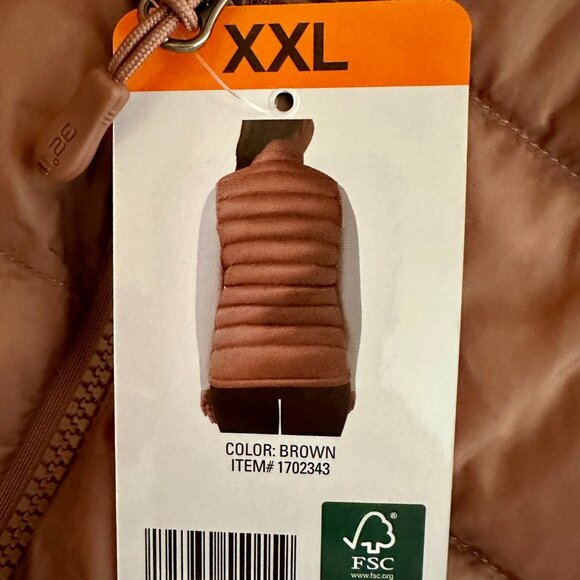 XXL
32°
COLOR: BROWN
ITEM# 1702343
FSC
www.fsc.org